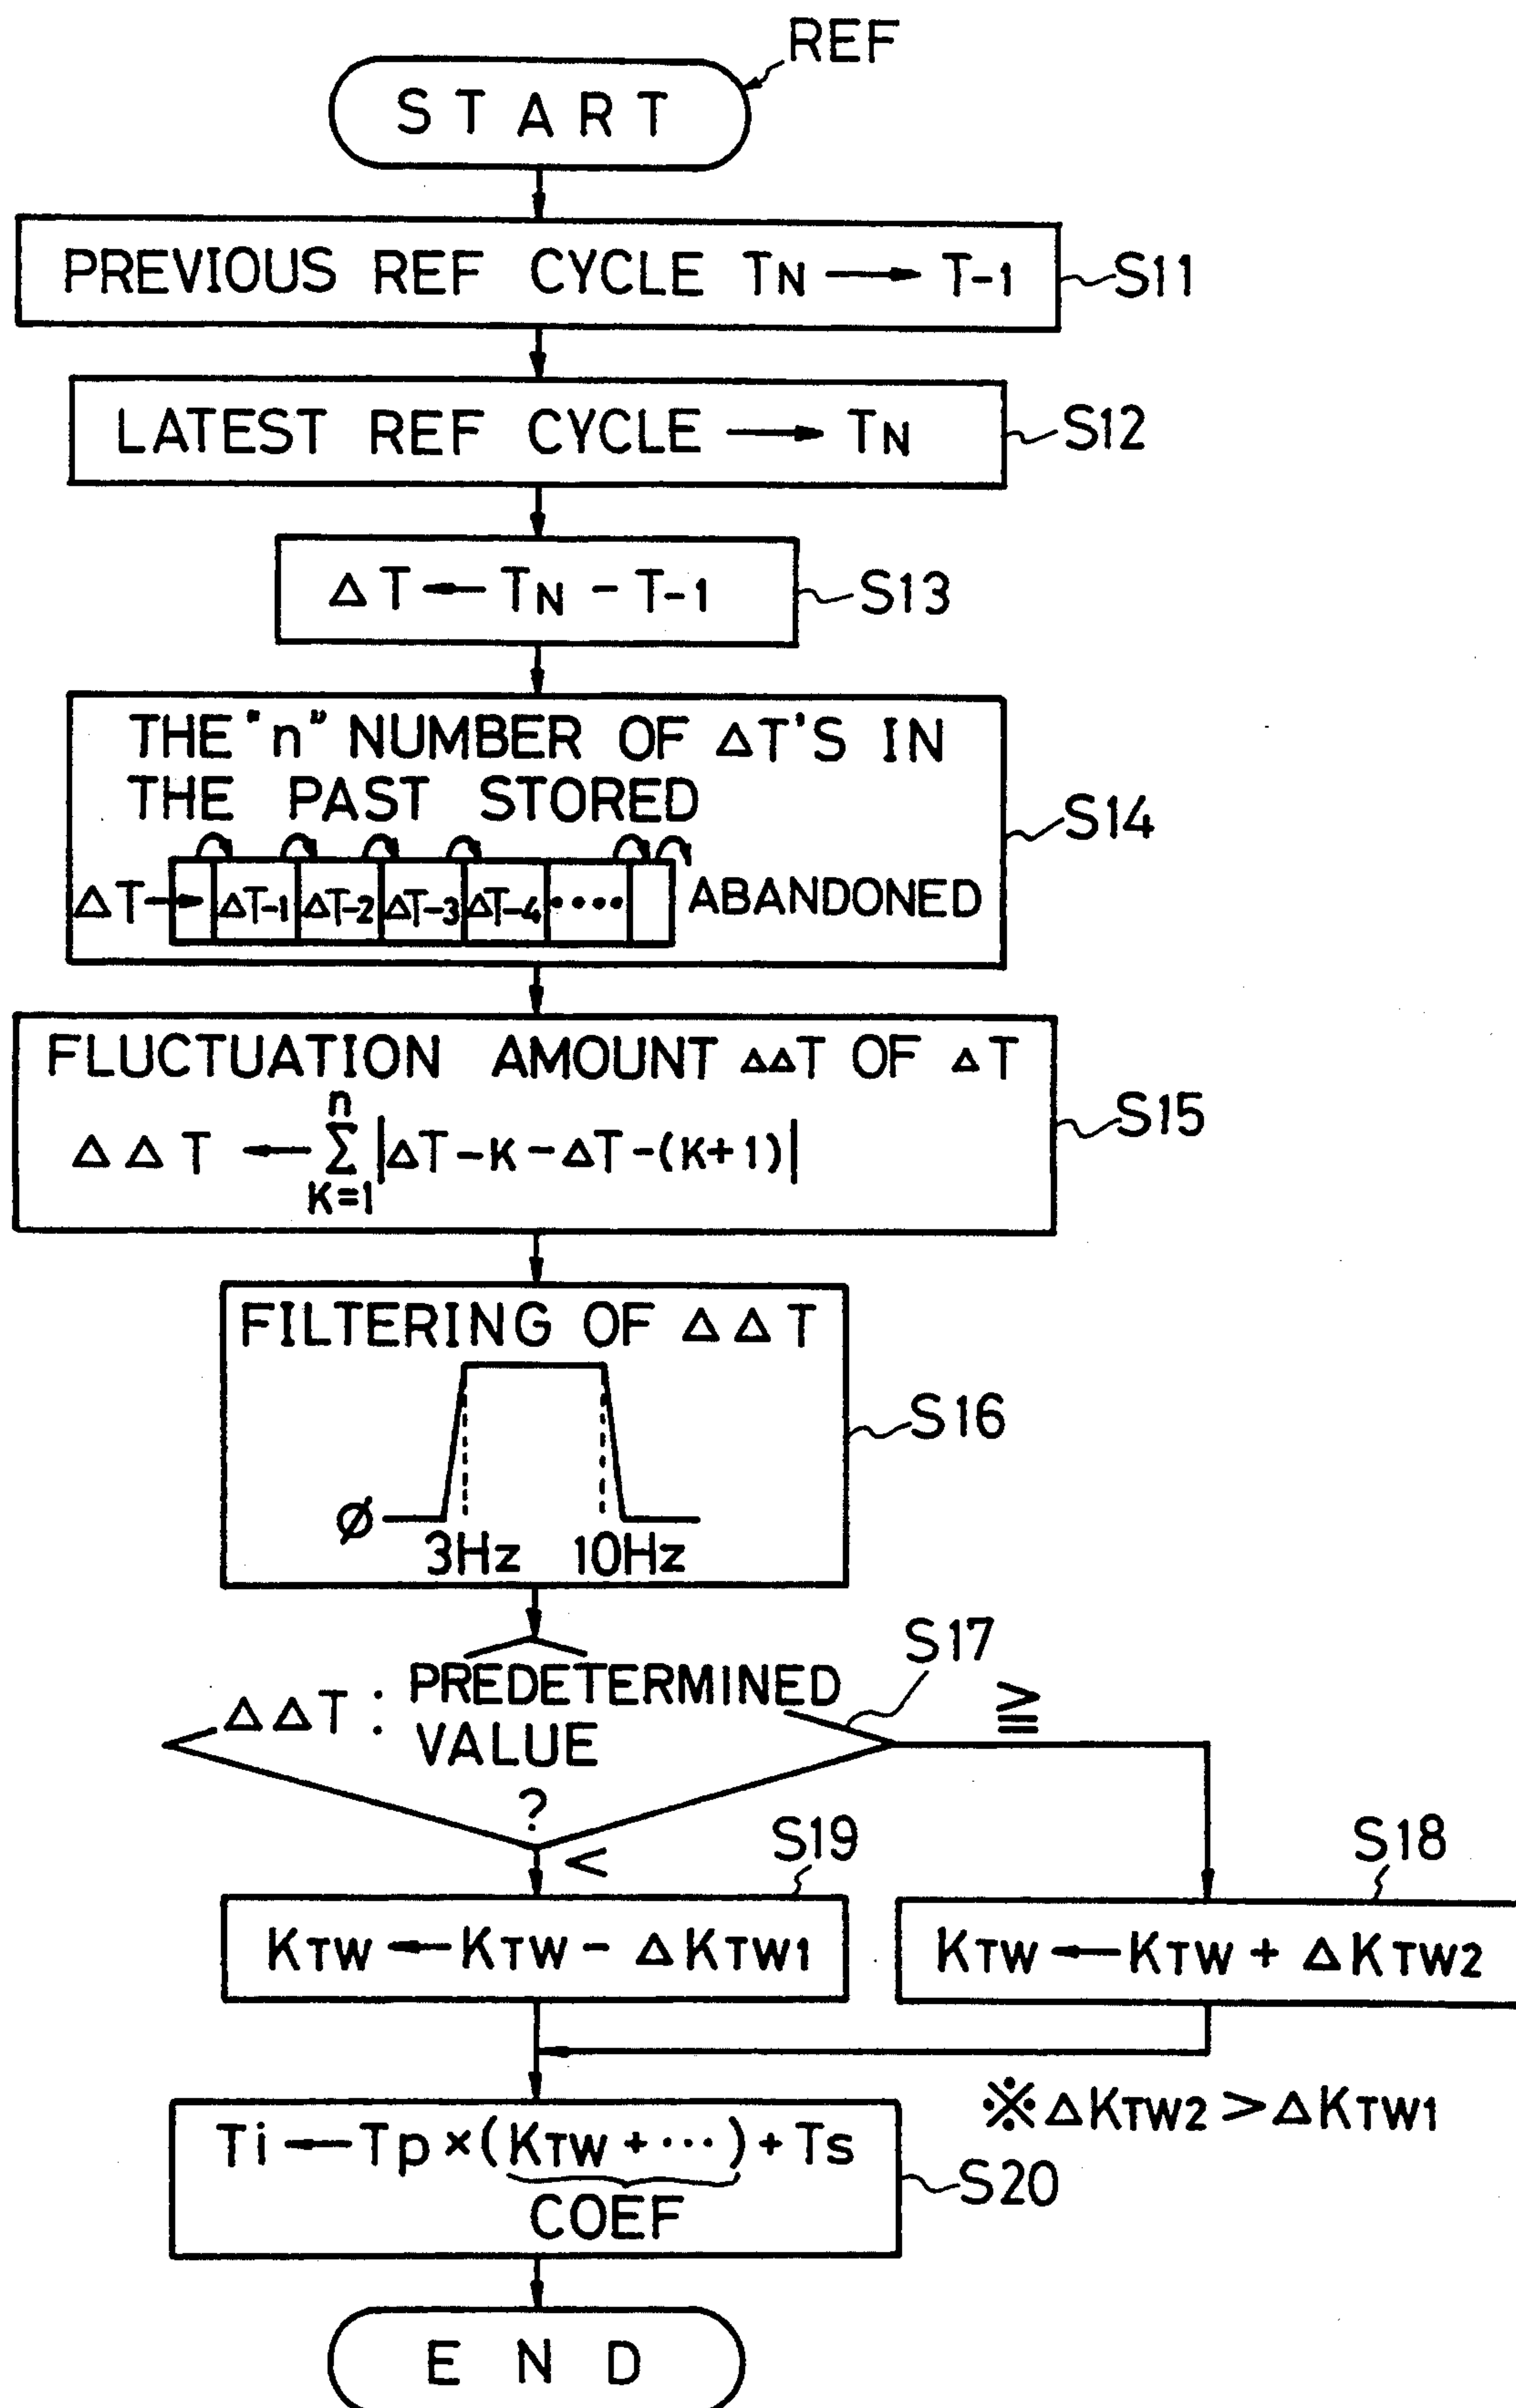 REF
START
PREVIOUS REF CYCLE TN → T-1
S11
LATEST REF CYCLE → TN
S12
ΔT ← TN - T-1
S13
THE "n" NUMBER OF ΔT'S IN
THE PAST STORED
S14
ΔT → ΔT-1 ΔT-2 ΔT-3 ΔT-4 •••• ABANDONED
FLUCTUATION AMOUNT ΔΔT OF ΔT
S15
n
ΔΔT ← Σ |ΔT-K - ΔT-(K+1)|
K=1
FILTERING OF ΔΔT
S16
Ø
3Hz 10Hz
S17
ΔΔT : PREDETERMINED
VALUE
?
≧
<
S19
S18
KTW ← KTW - ΔKTW1
KTW ← KTW + ΔKTW2
※ΔKTW2 > ΔKTW1
Ti ← Tp × (KTW + ···) + Ts
S20
COEF
END